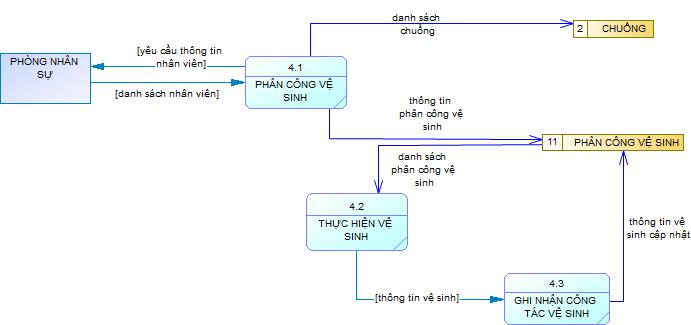 danh sách
chuồng
2 CHUỒNG
[yêu cầu thông tin
nhân viên]
PHÒNG NHÂN
SỰ
4.1
PHÂN CÔNG VỆ
SINH
[danh sách nhân viên]
thông tin
phân công vệ
sinh
11 PHÂN CÔNG VỆ SINH
danh sách
phân công vệ
sinh
4.2
THỰC HIỆN VỆ
SINH
thông tin vệ
sinh cập nhật
[thông tin vệ sinh]
4.3
GHI NHẬN CÔNG
TÁC VỆ SINH